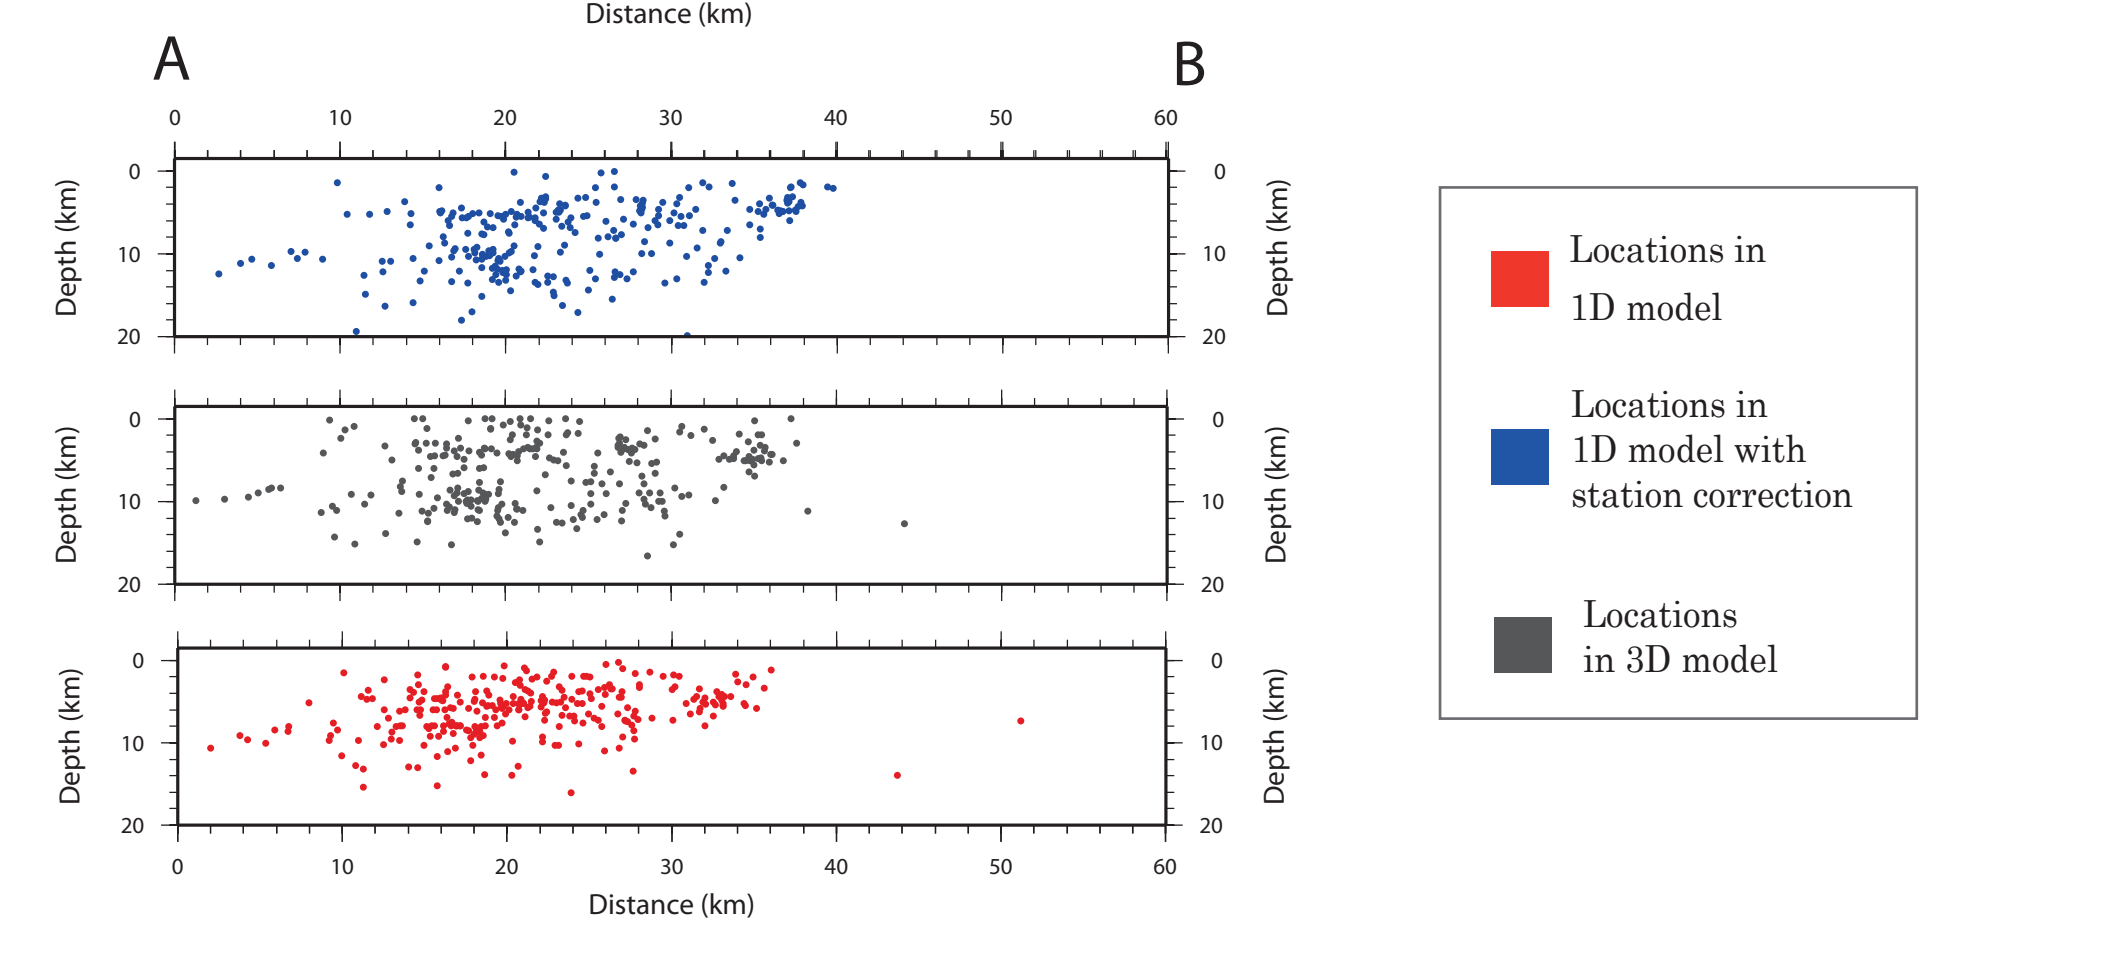 Distance (km)
A B
0 10 20 30 40 50 60
0 0
Depth (km) Depth (km)
10 10
20 20
0 0
Depth (km) Depth (km)
10 10
20 20
0 0
Depth (km) Depth (km)
10 10
20 20
0 10 20 30 40 50 60
Distance (km)
Locations in
1D model
Locations in
1D model with
station correction
Locations
in 3D model